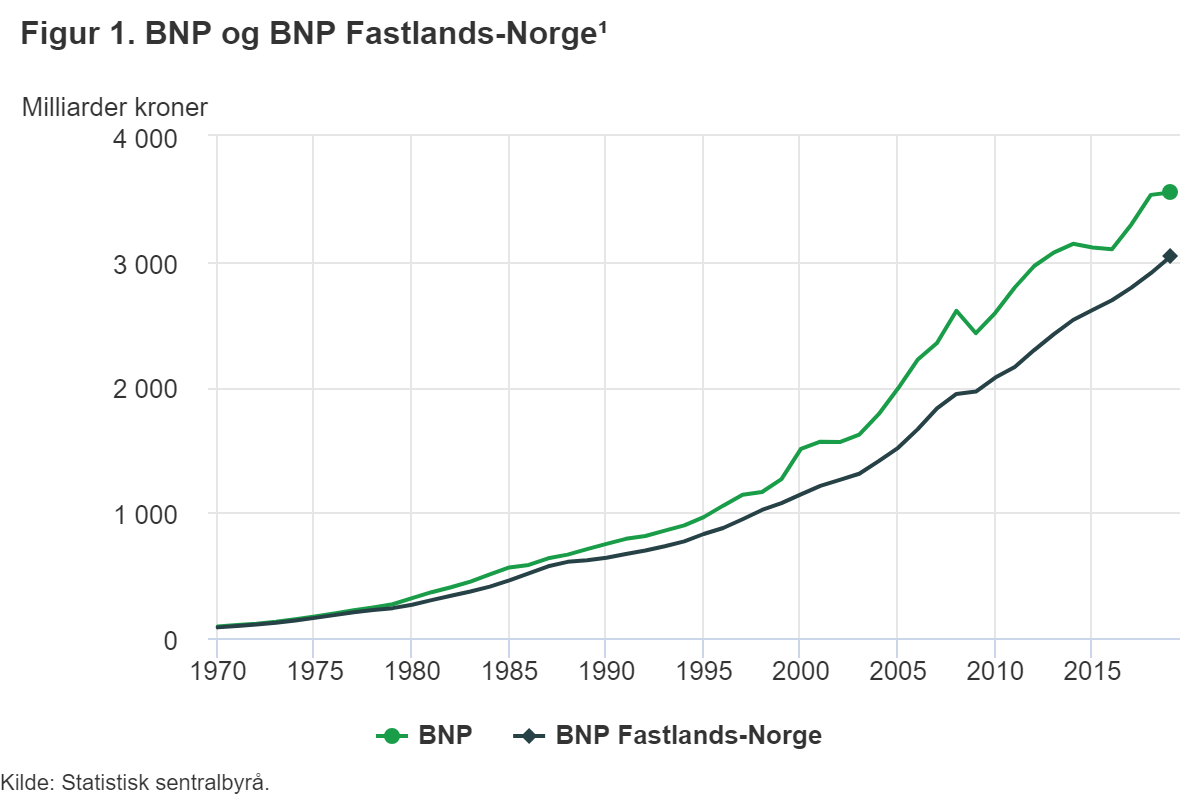 Figur 1. BNP og BNP Fastlands-Norge¹
Milliarder kroner
4 000
3 000
2 000
1 000
0
1970 1975 1980 1985 1990 1995 2000 2005 2010 2015
BNP BNP Fastlands-Norge
Kilde: Statistisk sentralbyrå.